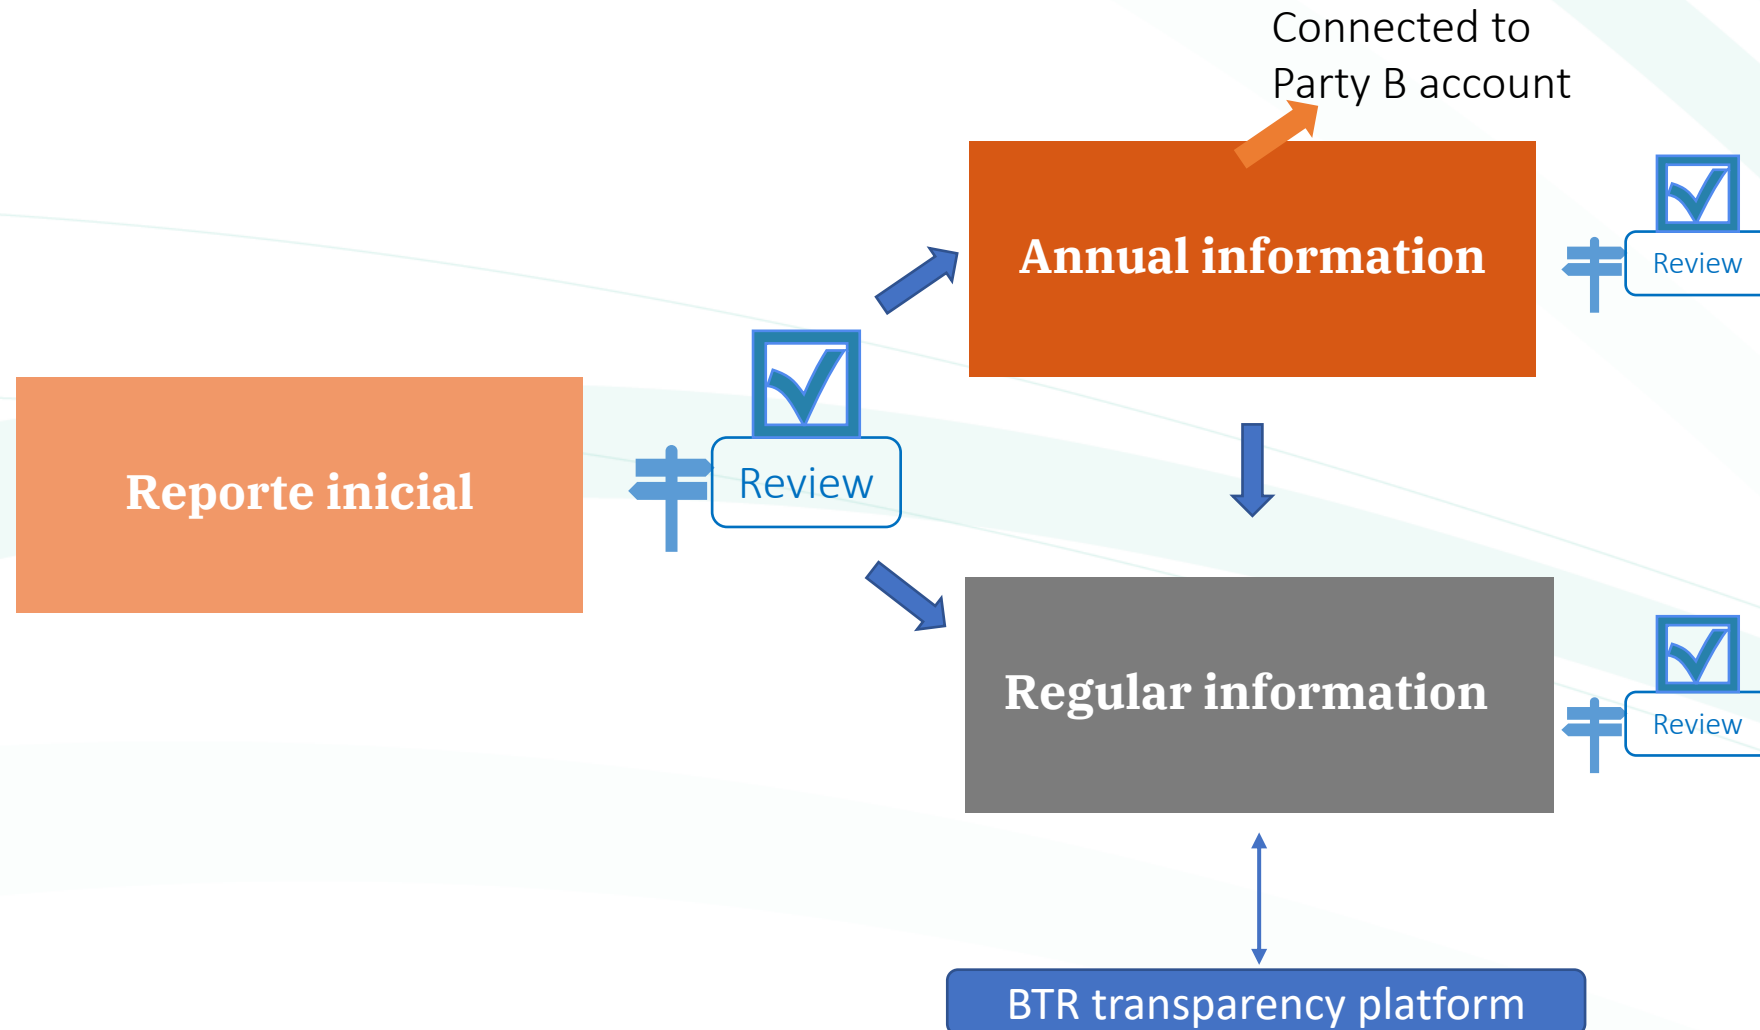 Connected to
Party B account
Annual information
Review
Reporte inicial
Review
Regular information
Review
BTR transparency platform